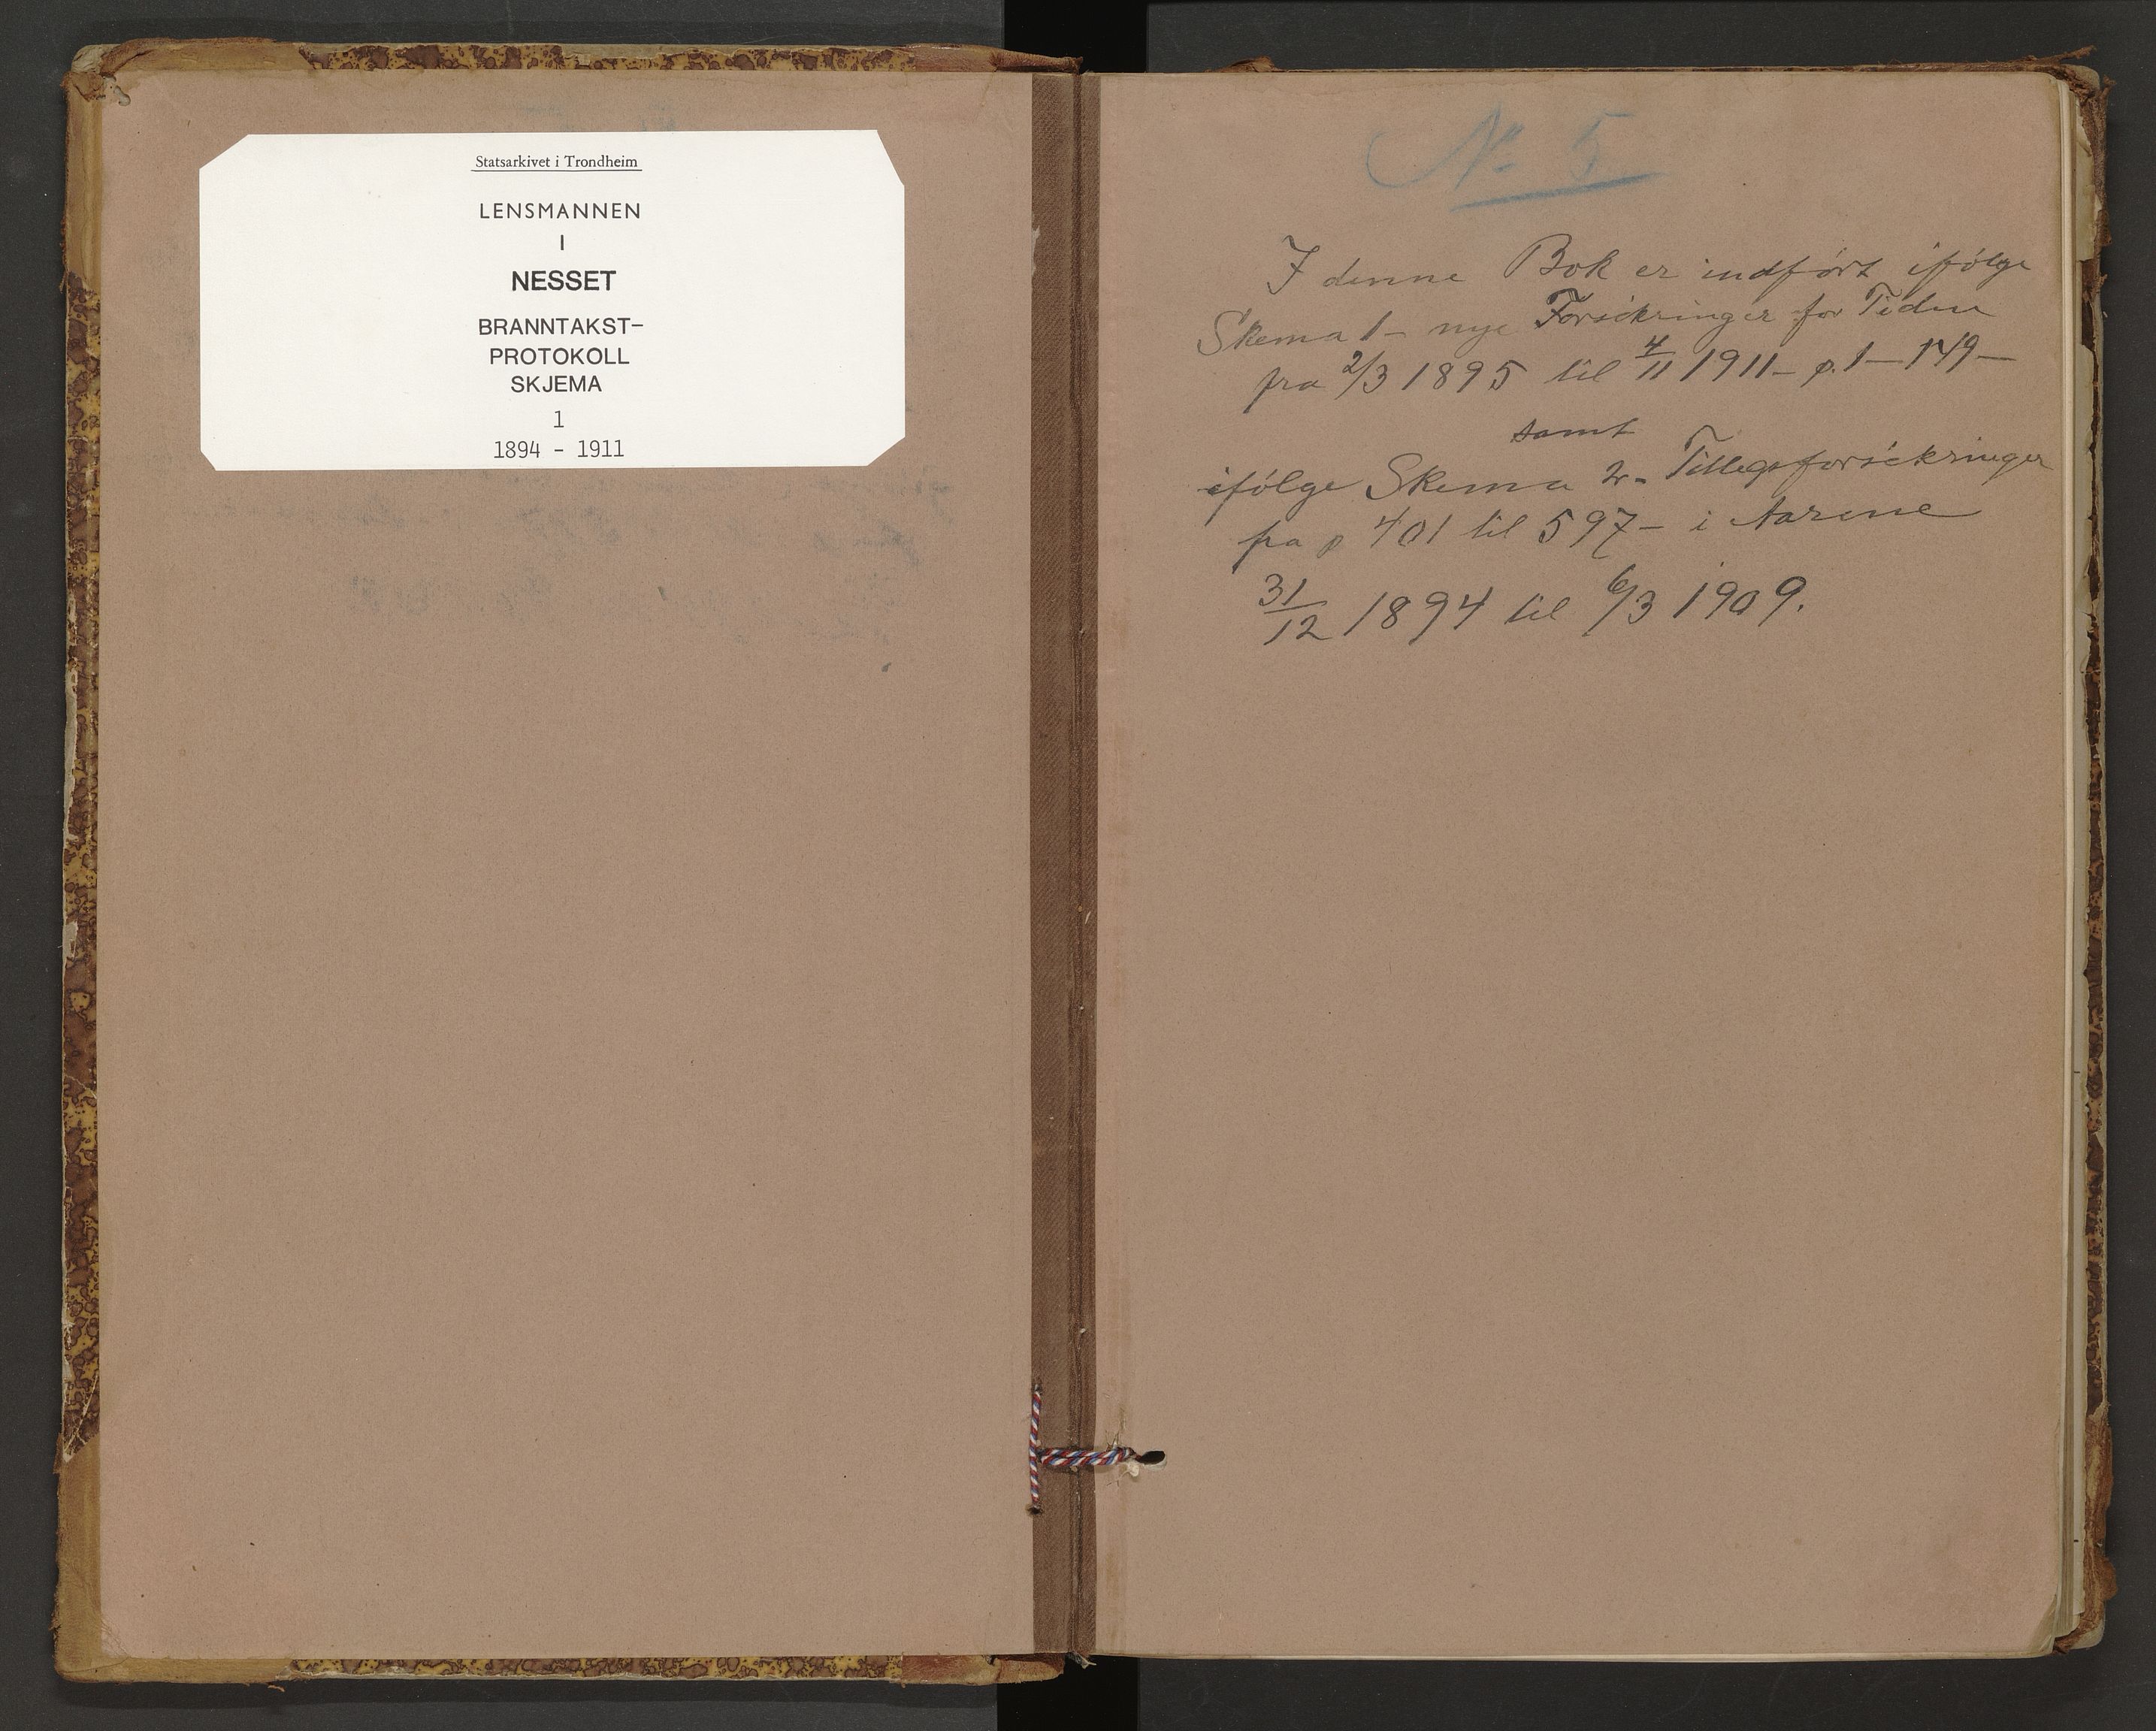 Statsarkivet i Trondheim
LENSMANNEN
I
NESSET
BRANNTAKST-
PROTOKOLL
SKJEMA
1
1894 - 1911
No 5
I denne Bok er indført ifølge
Skema 1 - nye Forsikringer for Tiden
fra 2/3 1895 til 4/11 1911 - p. 1 - 149 -
samt
ifølge Skema 2 - Tillegsforsikringer
fra p 401 til 597 - i Aarene
31/12 1894 til 6/3 1909.